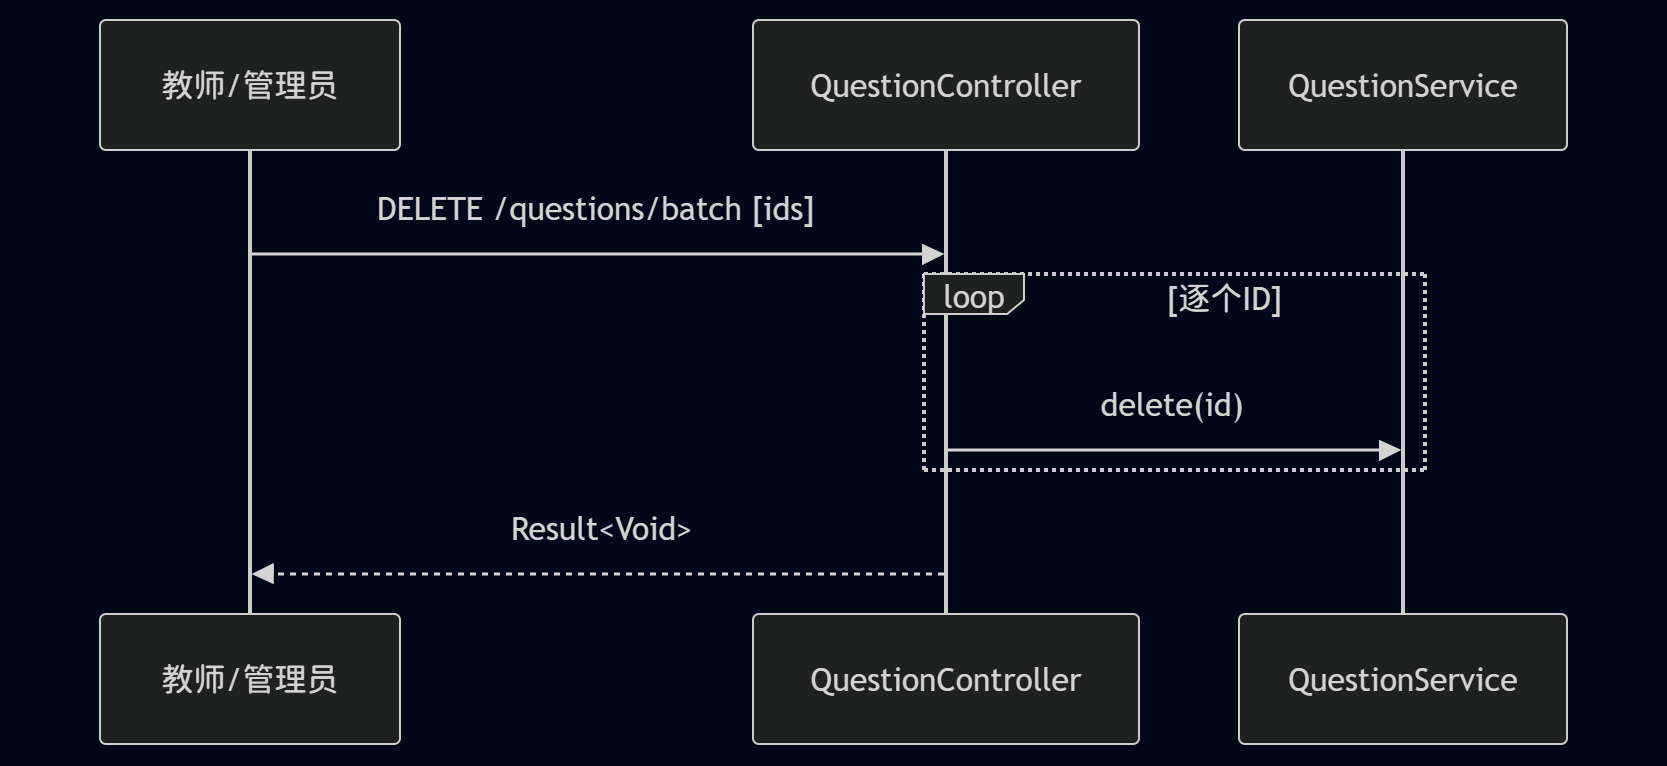 教师/管理员
QuestionController
QuestionService
DELETE /questions/batch [ids]
loop
[逐个ID]
delete(id)
Result<Void>
教师/管理员
QuestionController
QuestionService